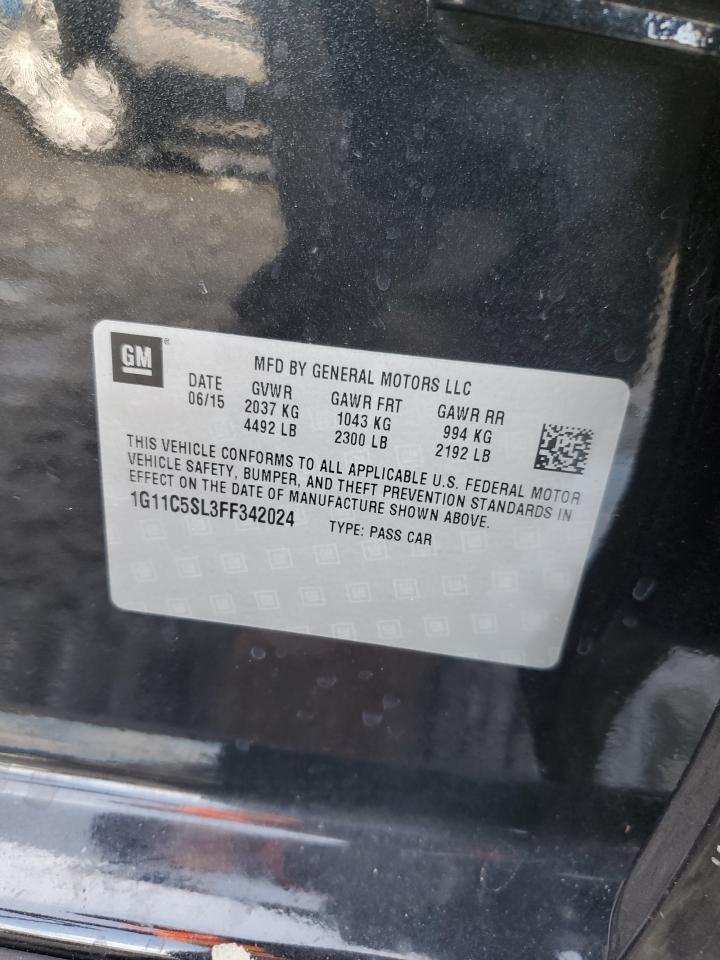 GM
MFD BY GENERAL MOTORS LLC
DATE GVWR GAWR FRT GAWR RR
06/15 2037 KG 1043 KG 994 KG
4492 LB 2300 LB 2192 LB
THIS VEHICLE CONFORMS TO ALL APPLICABLE U.S. FEDERAL MOTOR
VEHICLE SAFETY, BUMPER, AND THEFT PREVENTION STANDARDS IN
EFFECT ON THE DATE OF MANUFACTURE SHOWN ABOVE.
1G11C5SL3FF342024 TYPE: PASS CAR